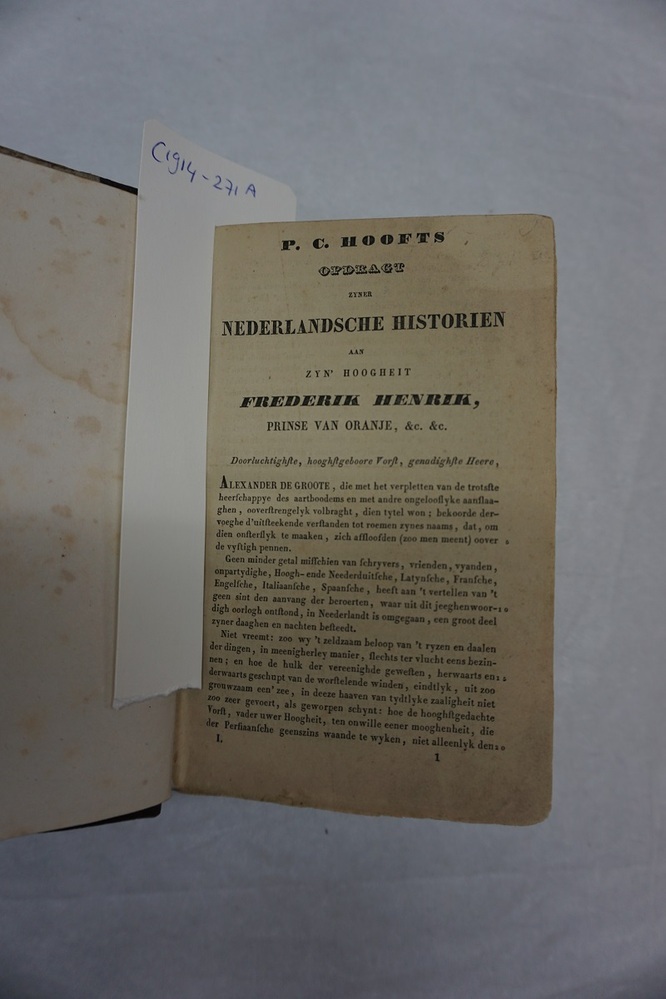 C1914-271A
P. C. HOOFTS
OPDRAGT
ZYNER
NEDERLANDSCHE HISTORIEN
AAN
ZYN' HOOGHEIT
FREDERIK HENRIK,
PRINSE VAN ORANJE, &c. &c.
Doorluchtighſte, hooghſtgeboore Vorſt, genadighſte Heere,
ALEXANDER DE GROOTE, die met het verpletten van de trotſte
heerſchappye des aartboodems en met andre ongelooflyke aanſlaa-
ghen, ooverſtrengelyk volbraght, dien tytel won; bekoorde der-
voeghe d'uitſteekende verſtanden tot roemen zynes naams, dat, om
dien onſterflyk te maaken, zich aſſloofden (zoo men meent) oover 5
de vyftigh pennen.
Geen minder getal miſſchien van ſchryvers, vrienden, vyanden,
onpartydighe, Hoogh- ende Neederduitſche, Latynſche, Franſche,
Engelſche, Italiaanſche, Spaanſche, heeft aan 't vertellen van 't
geen sint den aanvang der beroerten, waar uit dit jeeghenwoor- 10
digh oorlogh ontſtond, in Neederlandt is omgegaan, een groot deel
zyner daaghen en nachten beſteedt.
Niet vreemt: zoo wy 't zeldzaam beloop van 't ryzen en daalen
der dingen, in meenigherley manier, ſlechts ter vlucht eens bezin-
nen; en hoe de hulk der vereenighde geweſten, herwaarts en 15
derwaarts geschupt van de worſtelende winden, eindtlyk, uit zoo
grouwzaam een' zee, in deeze haaven van tydtlyke zaaligheit niet
zoo zeer gevoert, als geworpen schynt: hoe de hooghſtgedachte
Vorſt, vader uwer Hoogheit, ten onwille eener mooghenheit, die
der Perſiaanſche geenszins waande te wyken, niet alleenlyk den 20
I.
1